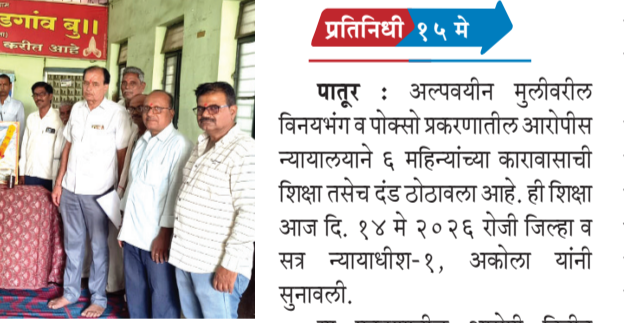 डगांव बु||
करीत आहे
प्रतिनिधी १५ मे
पातूर : अल्पवयीन मुलीवरील
विनयभंग व पोक्सो प्रकरणातील आरोपीस
न्यायालयाने ६ महिन्यांच्या कारावासाची
शिक्षा तसेच दंड ठोठावला आहे. ही शिक्षा
आज दि. १४ मे २०२६ रोजी जिल्हा व
सत्र न्यायाधीश-१, अकोला यांनी
सुनावली.